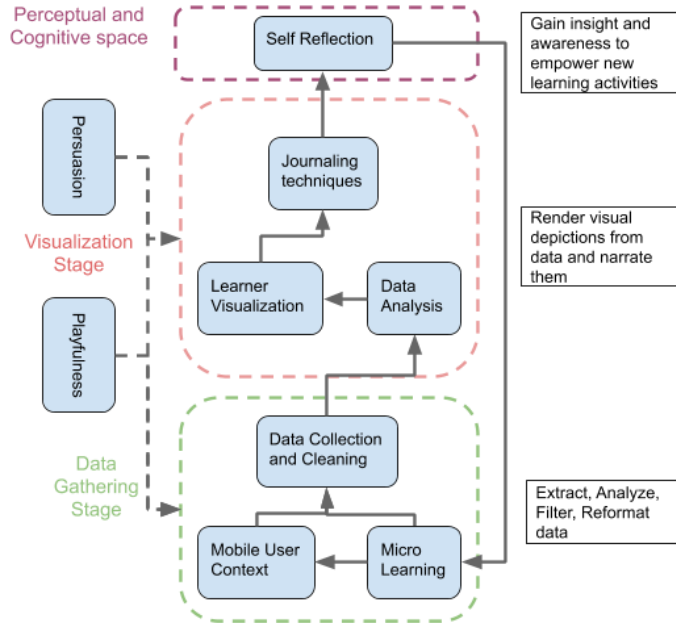 Perceptual and
Cognitive space
Self Reflection
Gain insight and
awareness to
empower new
learning activities
Persuasion
Journaling
techniques
Visualization
Stage
Render visual
depictions from
data and narrate
them
Learner
Visualization
Data
Analysis
Playfulness
Data Collection
and Cleaning
Data
Gathering
Stage
Extract, Analyze,
Filter, Reformat
data
Mobile User
Context
Micro
Learning